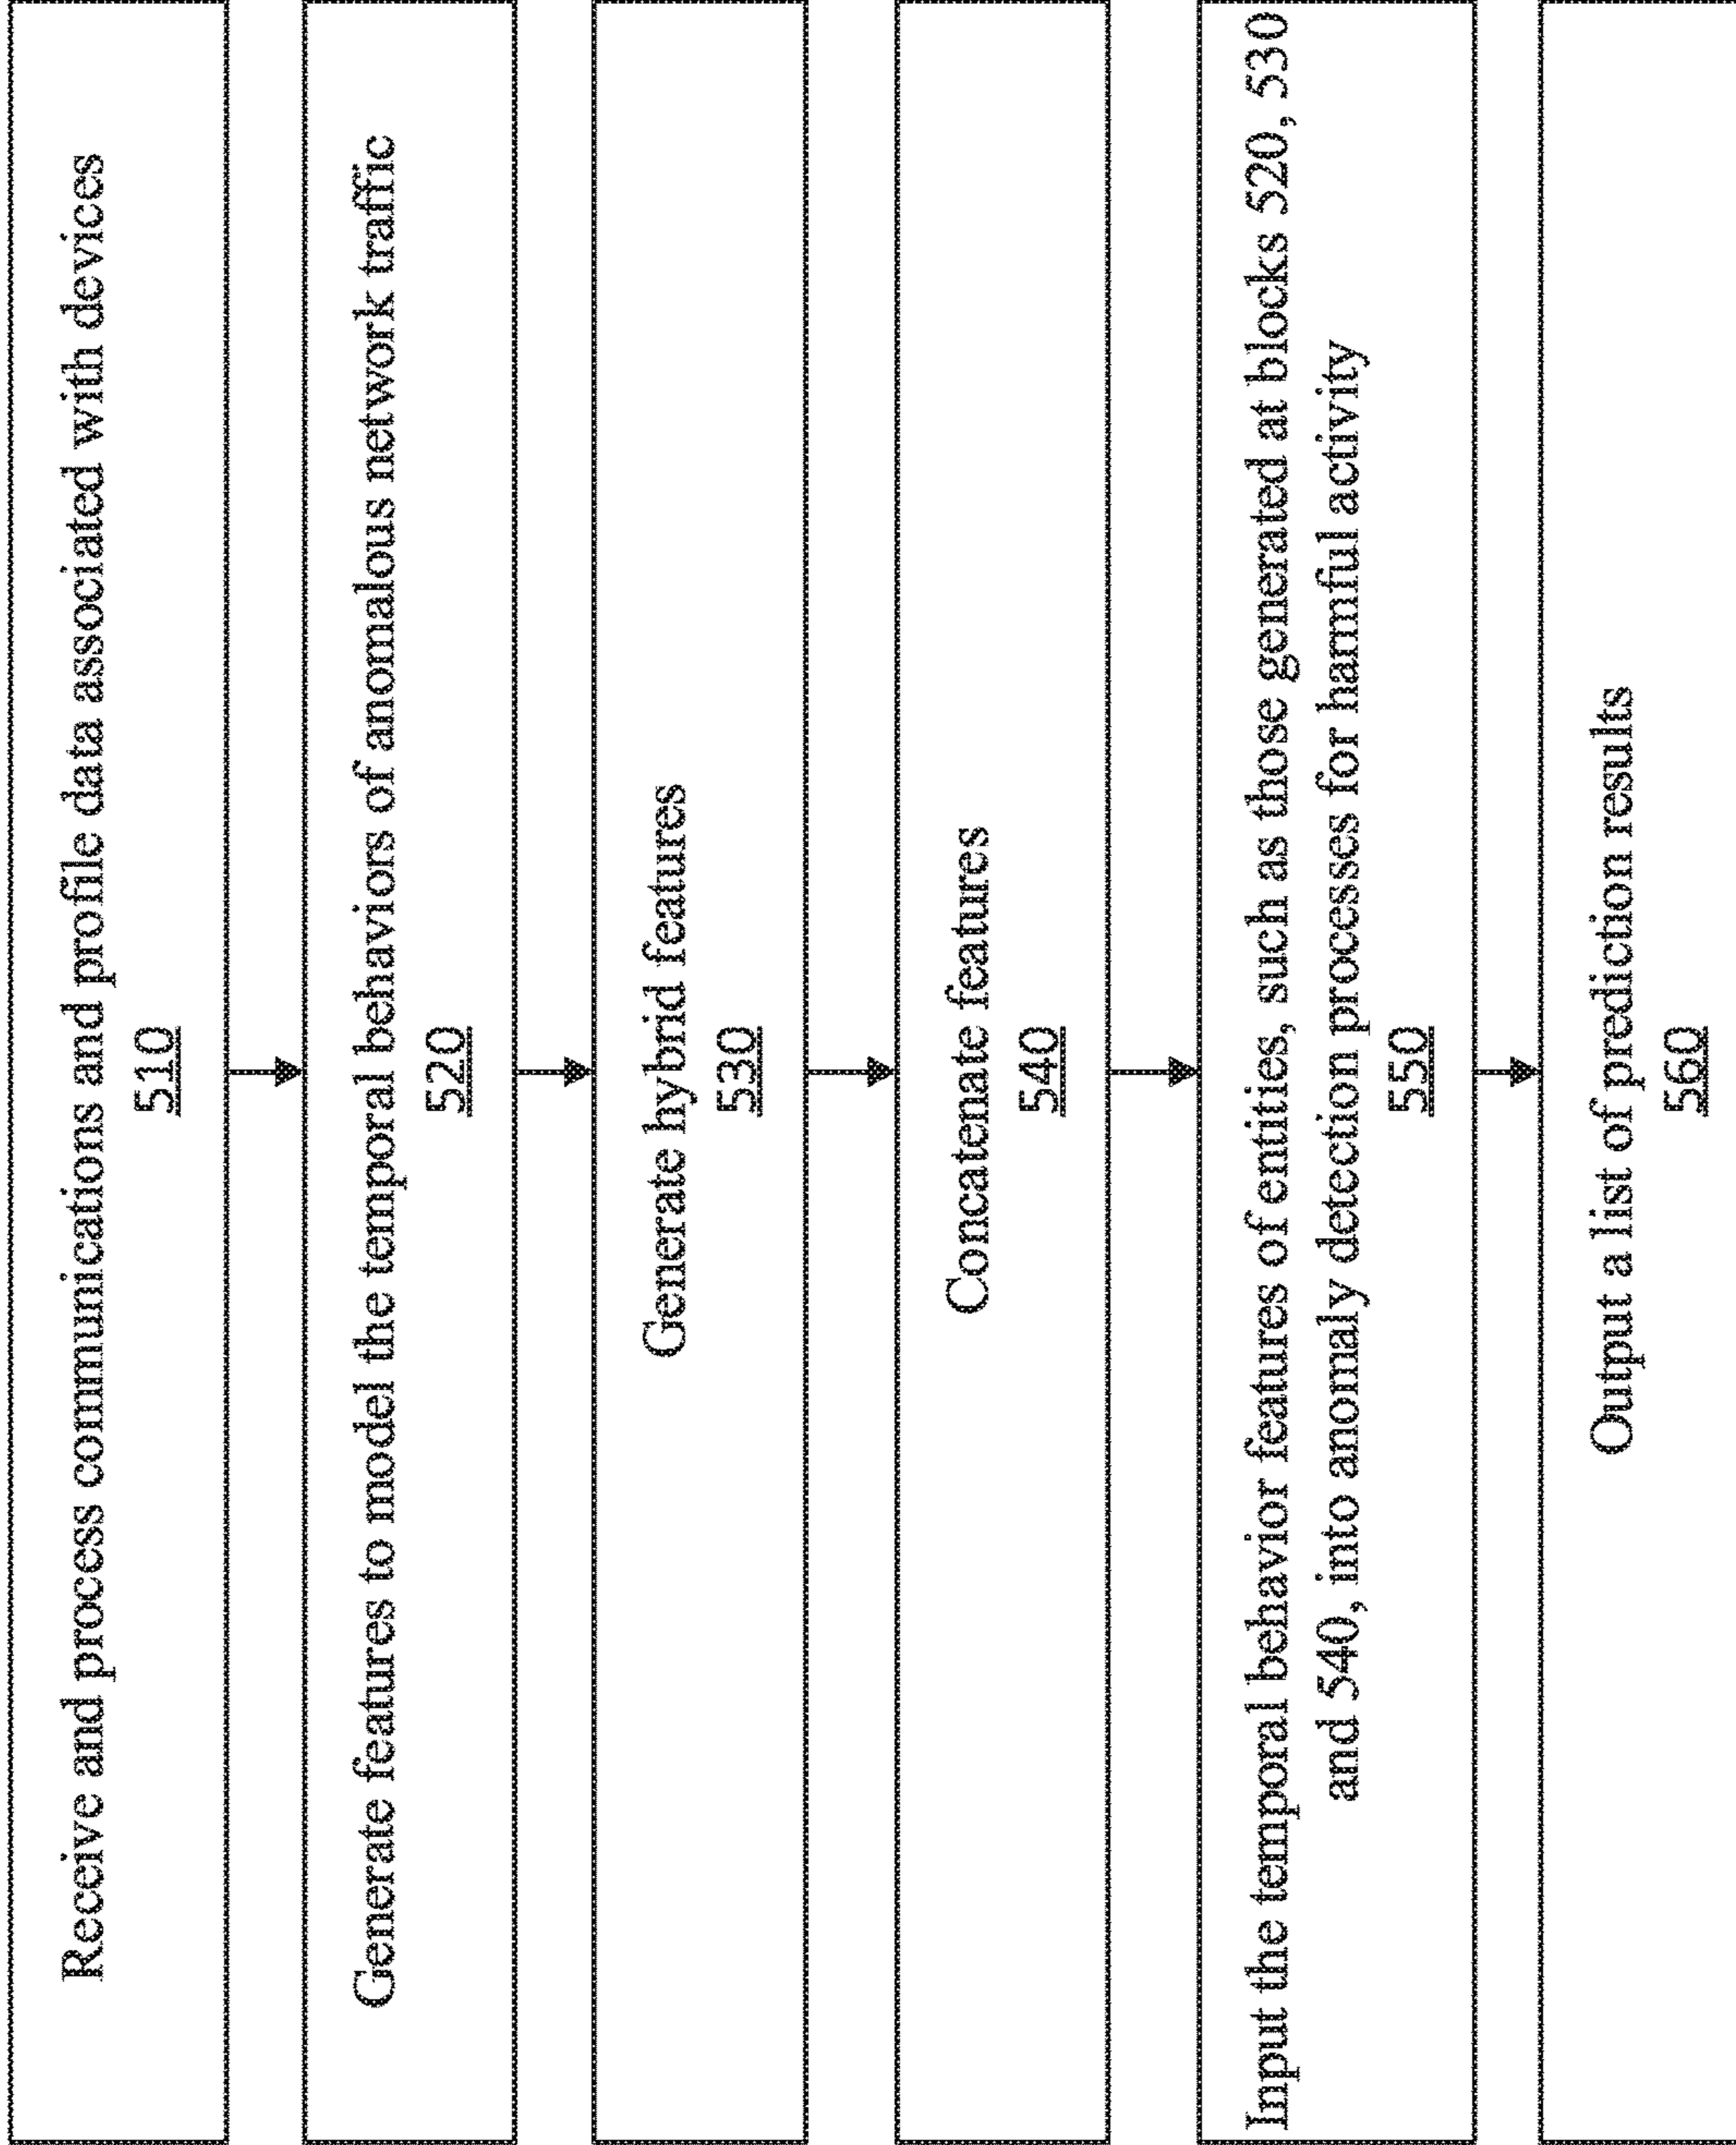 Receive and process communications and profile data associated with devices
510
Generate features to model the temporal behaviors of anomalous network traffic
520
Generate hybrid features
530
Concatenate features
540
Input the temporal behavior features of entities, such as those generated at blocks 520, 530
and 540, into anomaly detection processes for harmful activity
550
Output a list of prediction results
560